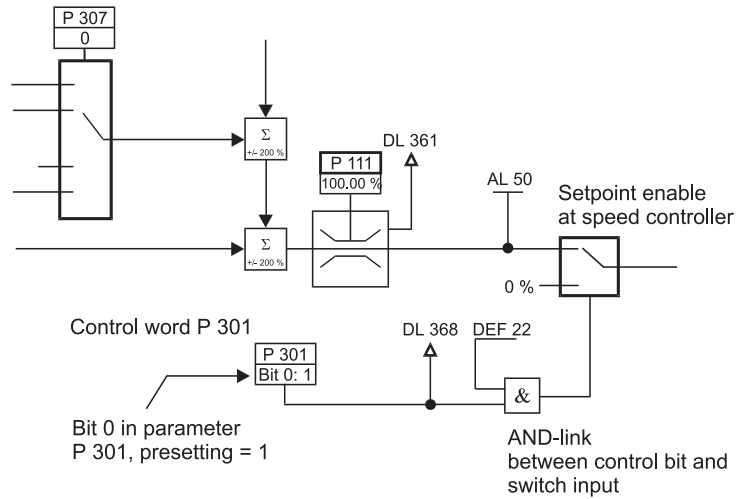 P 307
0
Σ
+/- 200 %
DL 361
P 111
100.00 %
AL 50
Setpoint enable
at speed controller
Σ
+/- 200 %
0 %
Control word P 301
DL 368
DEF 22
P 301
Bit 0: 1
&
Bit 0 in parameter
P 301, presetting = 1
AND-link
between control bit and
switch input